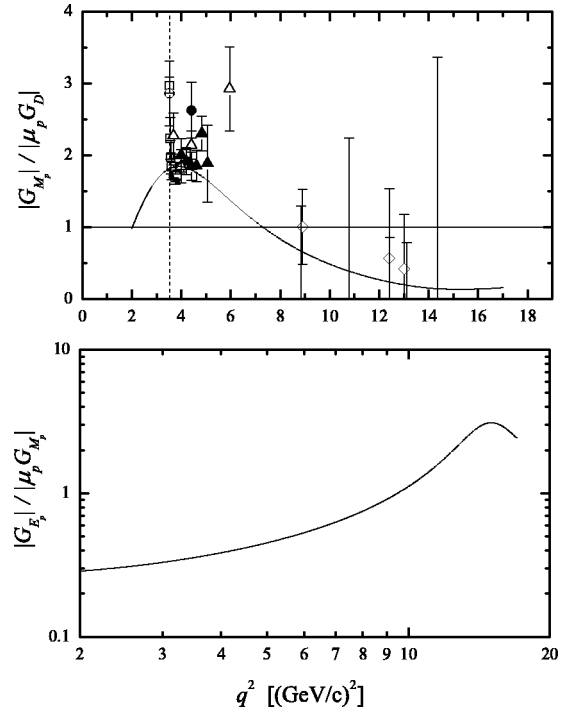 4
3
2
1
0
|G_{M_p}| / |μ_p G_D|
0 2 4 6 8 10 12 14 16 18
10
1
0.1
|G_{E_p}| / |μ_p G_{M_p}|
2 3 4 5 6 7 8 9 10 20
q^2 [(GeV/c)^2]